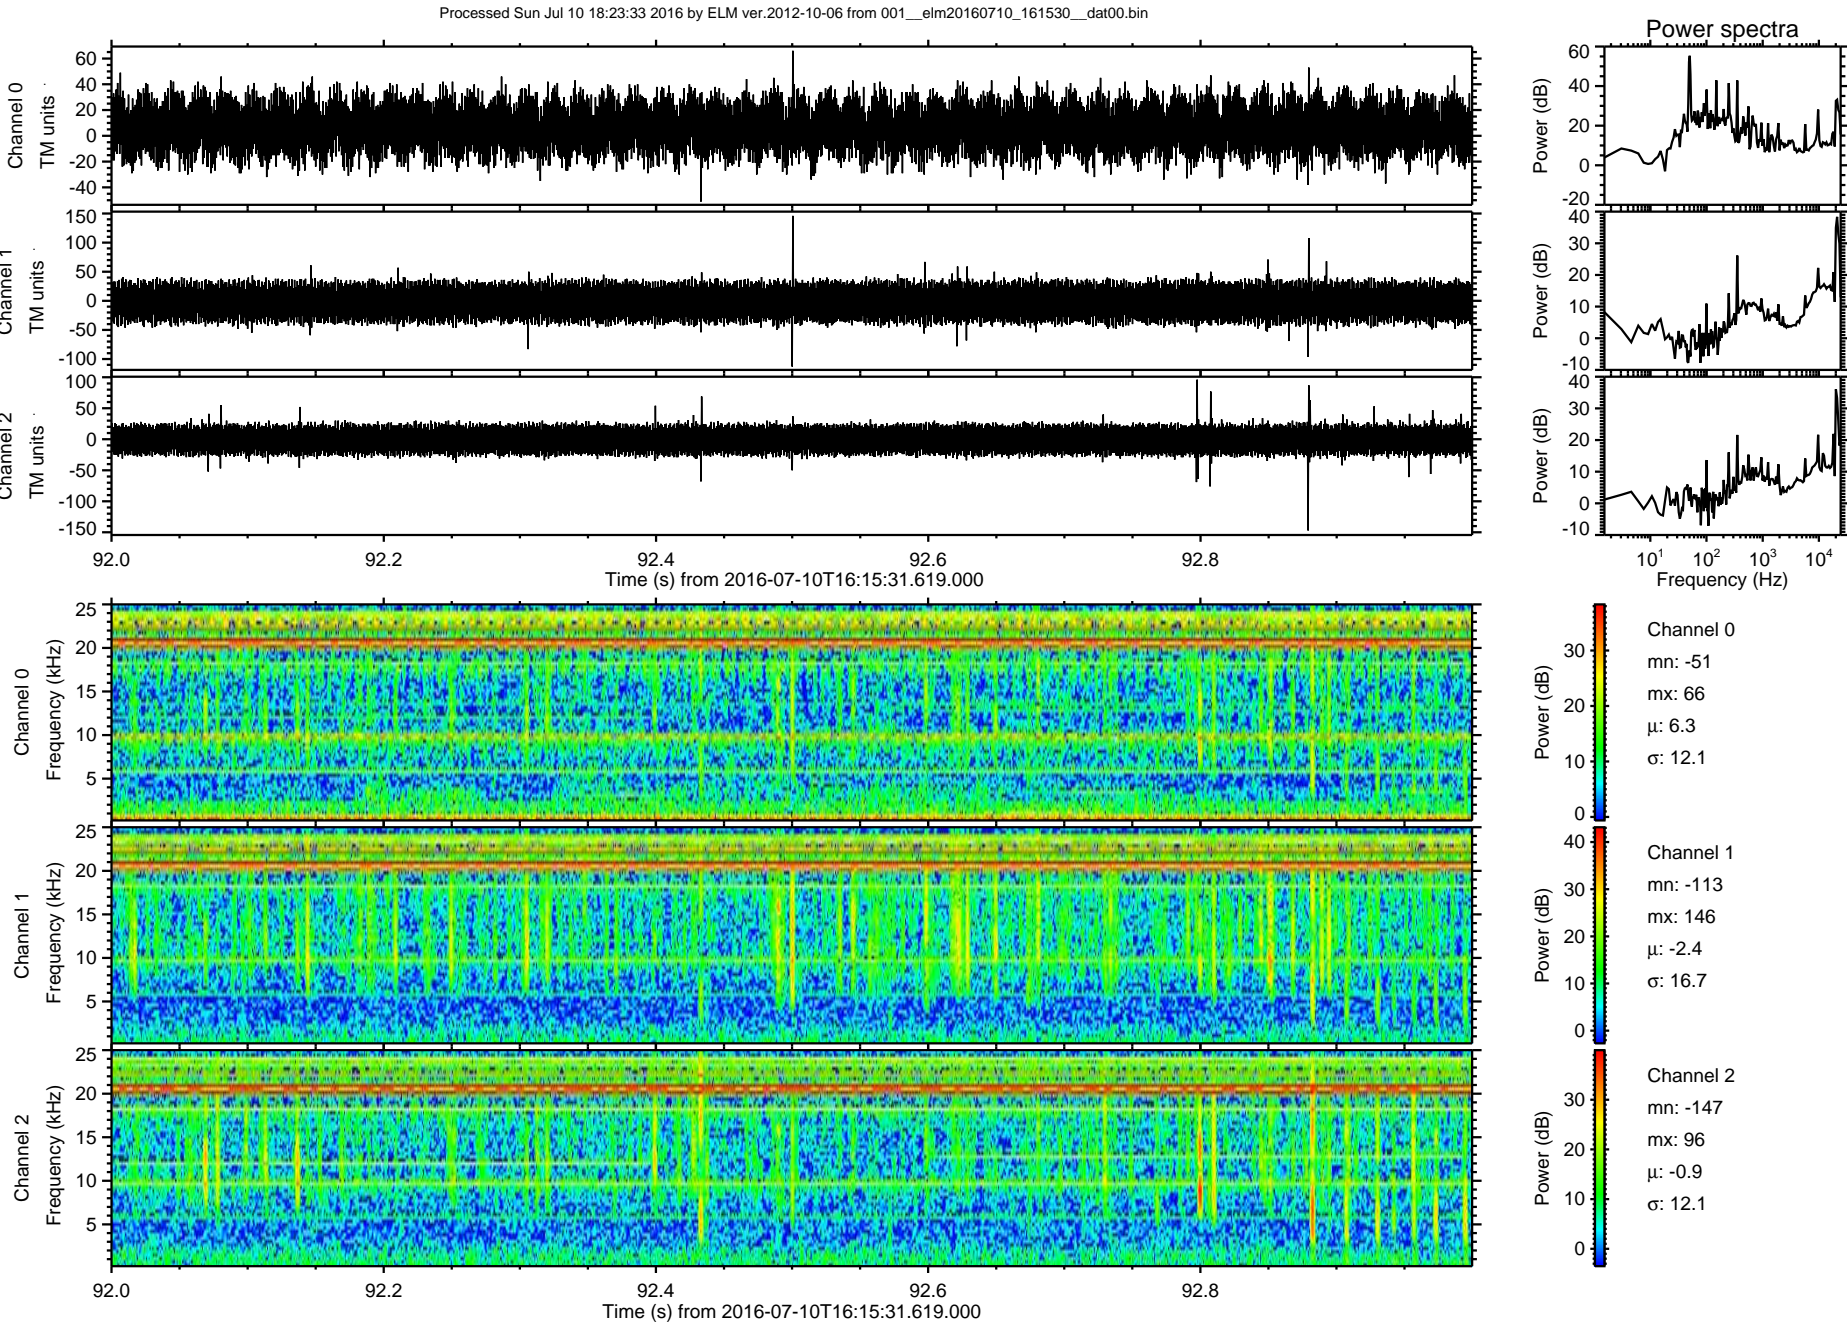 Processed Sun Jul 10 18:23:33 2016 by ELM ver.2012-10-06 from 001__elm20160710_161530__dat00.bin
Power spectra
Channel 0
TM units
60
40
20
0
-20
-40
Power (dB)
60
40
20
0
-20
Channel 1
TM units
150
100
50
0
-50
-100
Power (dB)
40
30
20
10
0
-10
Channel 2
TM units
100
50
0
-50
-100
-150
Power (dB)
40
30
20
10
0
-10
92.0 92.2 92.4 92.6 92.8
Time (s) from 2016-07-10T16:15:31.619.000
10¹ 10² 10³ 10⁴
Frequency (Hz)
Channel 0
Frequency (kHz)
25
20
15
10
5
Power (dB)
30
20
10
0
Channel 0
mn: -51
mx: 66
μ: 6.3
σ: 12.1
Channel 1
Frequency (kHz)
25
20
15
10
5
Power (dB)
40
30
20
10
0
Channel 1
mn: -113
mx: 146
μ: -2.4
σ: 16.7
Channel 2
Frequency (kHz)
25
20
15
10
5
Power (dB)
30
20
10
0
Channel 2
mn: -147
mx: 96
μ: -0.9
σ: 12.1
92.0 92.2 92.4 92.6 92.8
Time (s) from 2016-07-10T16:15:31.619.000